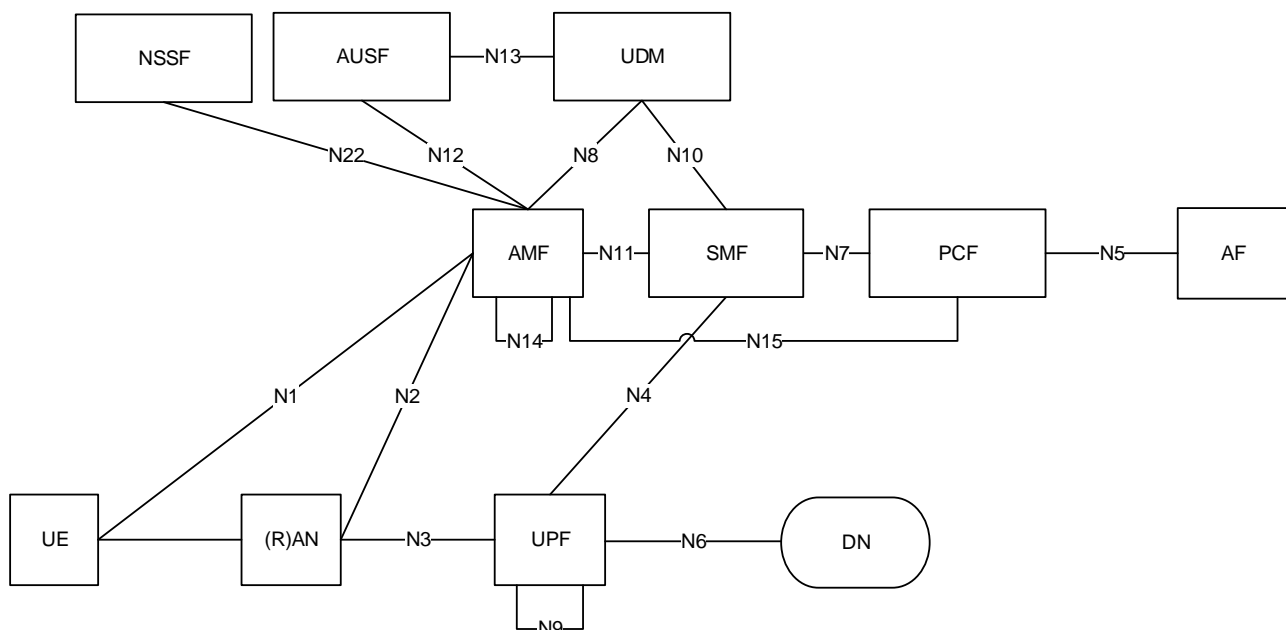 NSSF
AUSF
N13
UDM
N22
N12
N8
N10
AMF
N11
SMF
N7
PCF
N5
AF
N14
N15
N1
N2
N4
UE
(R)AN
N3
UPF
N6
DN
N9